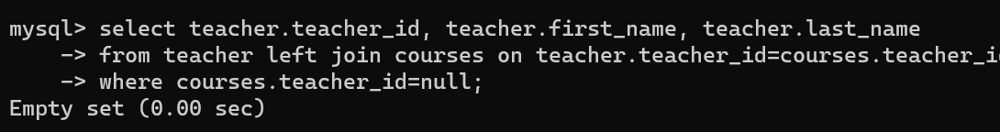 mysql> select teacher.teacher_id, teacher.first_name, teacher.last_name
    -> from teacher left join courses on teacher.teacher_id=courses.teacher_i
    -> where courses.teacher_id=null;
Empty set (0.00 sec)